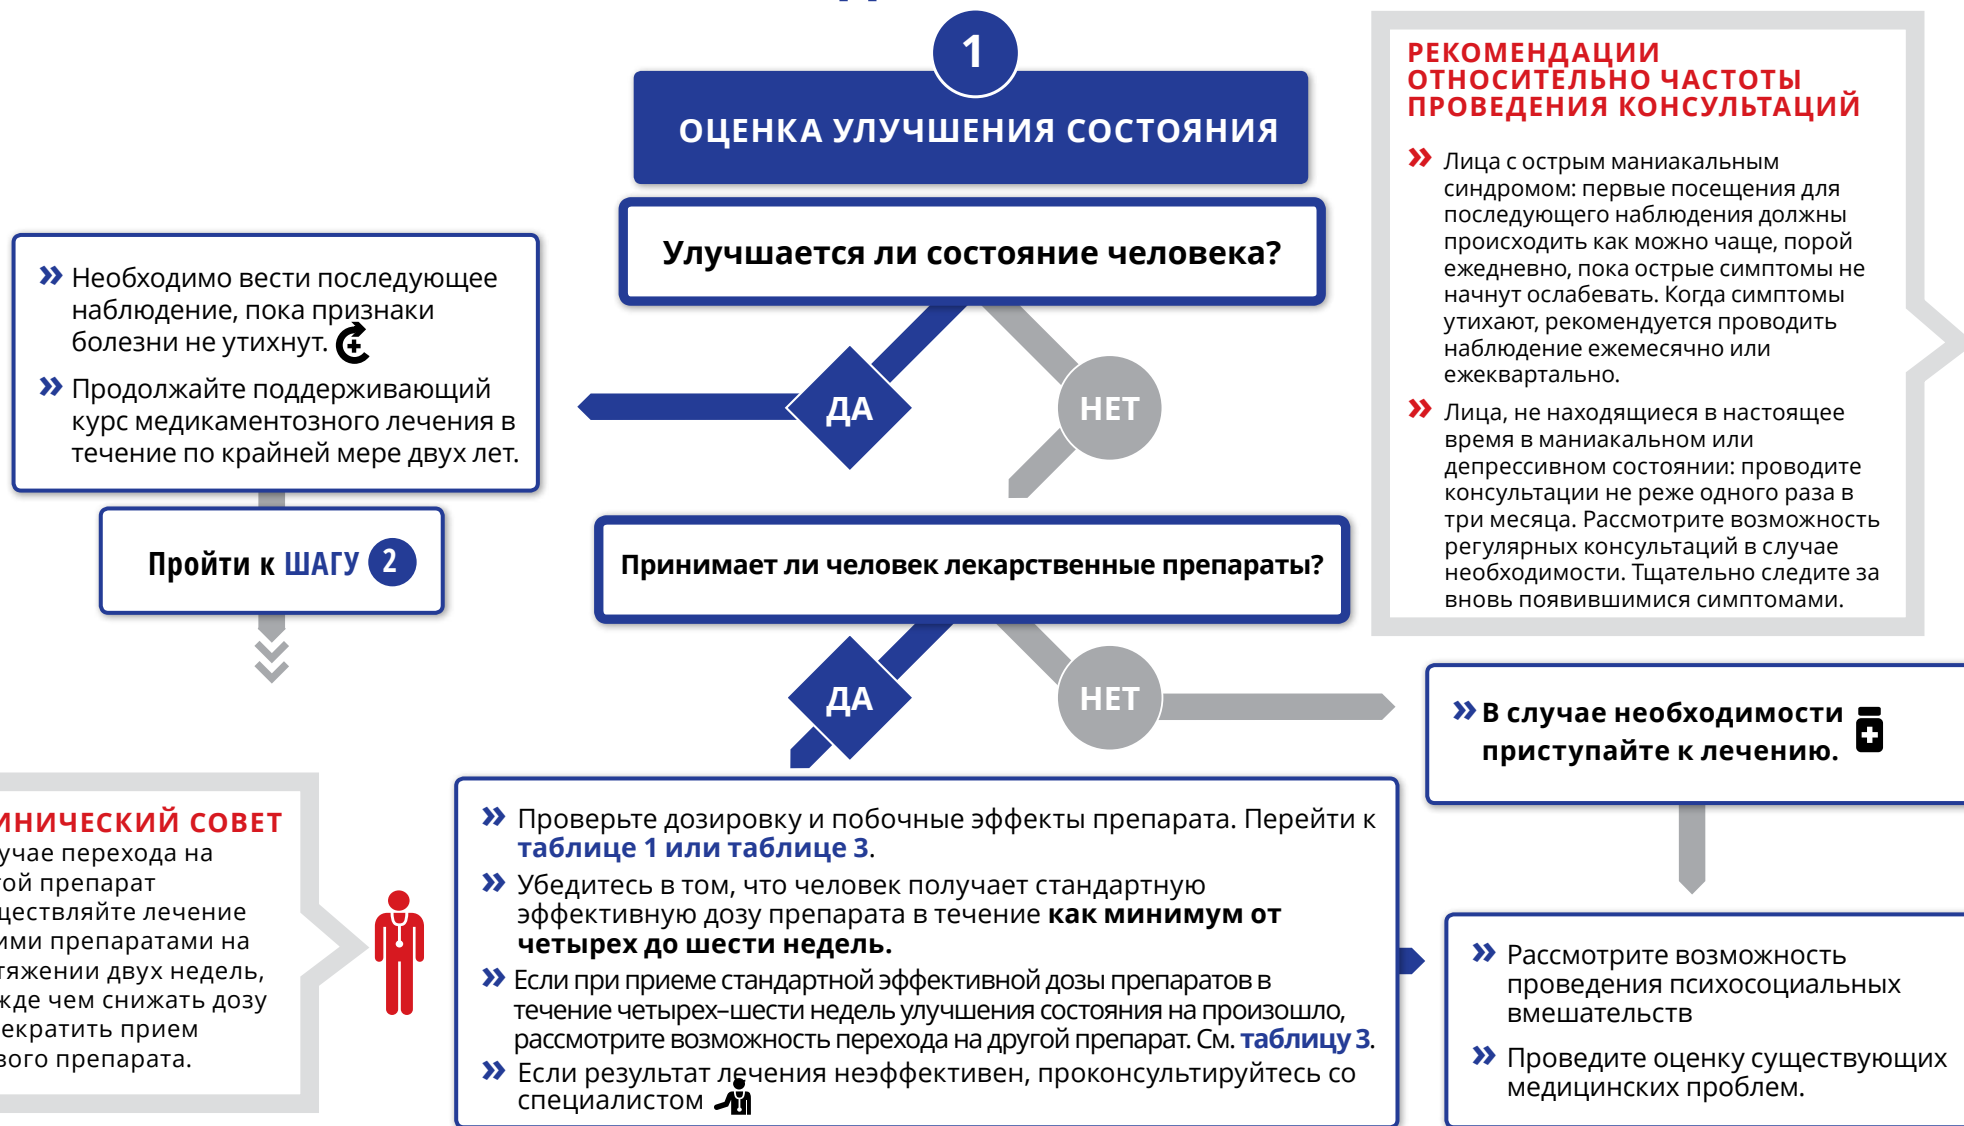 1
ОЦЕНКА УЛУЧШЕНИЯ СОСТОЯНИЯ
Улучшается ли состояние человека?
ДА
НЕТ
» Необходимо вести последующее
наблюдение, пока признаки
болезни не утихнут.
» Продолжайте поддерживающий
курс медикаментозного лечения в
течение по крайней мере двух лет.
Пройти к ШАГУ 2
Принимает ли человек лекарственные препараты?
ДА
НЕТ
РЕКОМЕНДАЦИИ
ОТНОСИТЕЛЬНО ЧАСТОТЫ
ПРОВЕДЕНИЯ КОНСУЛЬТАЦИЙ
» Лица с острым маниакальным
синдромом: первые посещения для
последующего наблюдения должны
происходить как можно чаще, порой
ежедневно, пока острые симптомы не
начнут ослабевать. Когда симптомы
утихают, рекомендуется проводить
наблюдение ежемесячно или
ежеквартально.
» Лица, не находящиеся в настоящее
время в маниакальном или
депрессивном состоянии: проводите
консультации не реже одного раза в
три месяца. Рассмотрите возможность
регулярных консультаций в случае
необходимости. Тщательно следите за
вновь появившимися симптомами.
» В случае необходимости
приступайте к лечению.
ИНИЧЕСКИЙ СОВЕТ
учае перехода на
гой препарат
ществляйте лечение
ими препаратами на
тяжении двух недель,
жде чем снижать дозу
екратить прием
вого препарата.
» Проверьте дозировку и побочные эффекты препарата. Перейти к
таблице 1 или таблице 3.
» Убедитесь в том, что человек получает стандартную
эффективную дозу препарата в течение как минимум от
четырех до шести недель.
» Если при приеме стандартной эффективной дозы препаратов в
течение четырех–шести недель улучшения состояния на произошло,
рассмотрите возможность перехода на другой препарат. См. таблицу 3.
» Если результат лечения неэффективен, проконсультируйтесь со
специалистом
» Рассмотрите возможность
проведения психосоциальных
вмешательств
» Проведите оценку существующих
медицинских проблем.